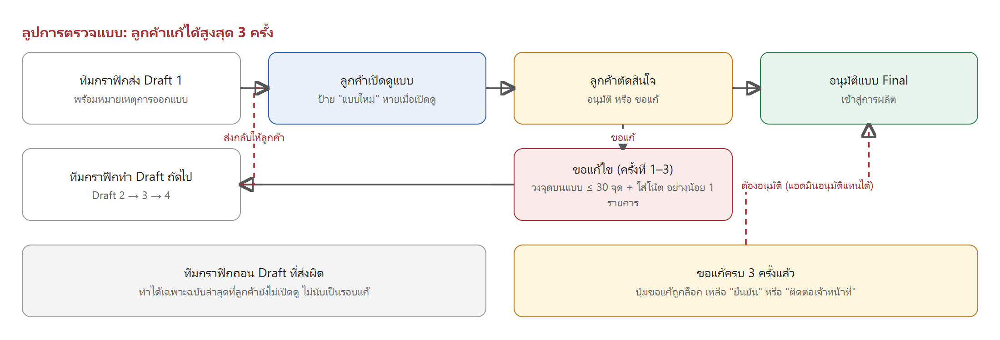 ลูปการตรวจแบบ: ลูกค้าแก้ได้สูงสุด 3 ครั้ง
ทีมกราฟิกส่ง Draft 1
พร้อมหมายเหตุการออกแบบ
ลูกค้าเปิดดูแบบ
ป้าย "แบบใหม่" หายเมื่อเปิดดู
ลูกค้าตัดสินใจ
อนุมัติ หรือ ขอแก้
อนุมัติแบบ Final
เข้าสู่การผลิต
ส่งกลับให้ลูกค้า
ขอแก้
ทีมกราฟิกทำ Draft ถัดไป
Draft 2 → 3 → 4
ขอแก้ไข (ครั้งที่ 1–3)
วงจุดบนแบบ ≤ 30 จุด + ใส่โน้ต อย่างน้อย 1
รายการ
ต้องอนุมัติ (แอดมินอนุมัติแทนได้)
ทีมกราฟิกถอน Draft ที่ส่งผิด
ทำได้เฉพาะฉบับล่าสุดที่ลูกค้ายังไม่เปิดดู ไม่นับเป็นรอบแก้
ขอแก้ครบ 3 ครั้งแล้ว
ปุ่มขอแก้ถูกล็อก เหลือ "ยืนยัน" หรือ "ติดต่อเจ้าหน้าที่"